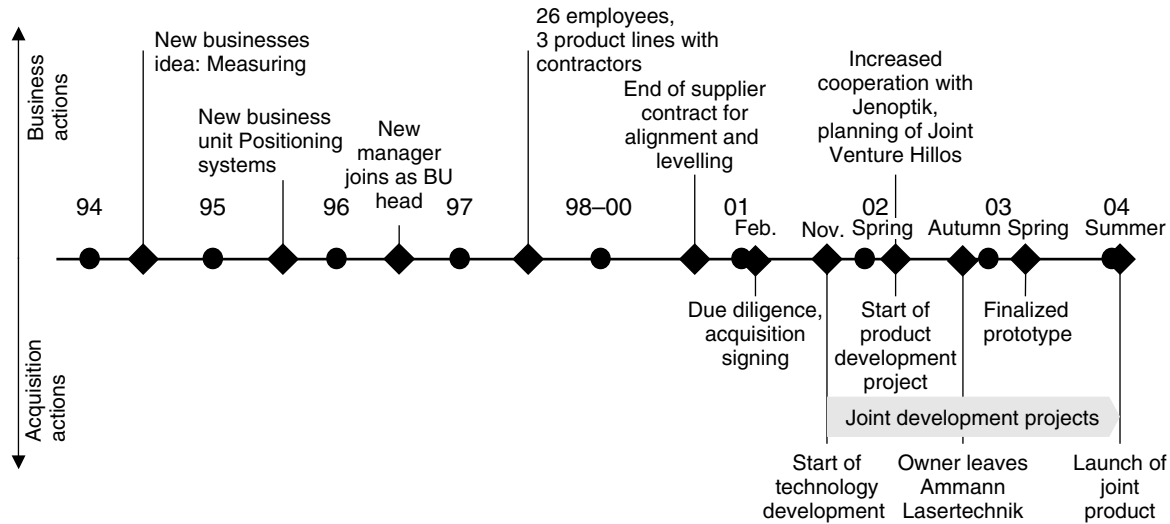 Business
actions
Acquisition
actions
New businesses
idea: Measuring
New business
unit Positioning
systems
New
manager
joins as BU
head
26 employees,
3 product lines with
contractors
End of supplier
contract for
alignment and
levelling
Increased
cooperation with
Jenoptik,
planning of Joint
Venture Hillos
94
95
96
97
98–00
01
02
03
04
Feb.
Nov.
Spring
Autumn
Spring
Summer
Due diligence,
acquisition
signing
Start of
product
development
project
Finalized
prototype
Joint development projects
Start of
technology
development
Owner leaves
Ammann
Lasertechnik
Launch of
joint
product